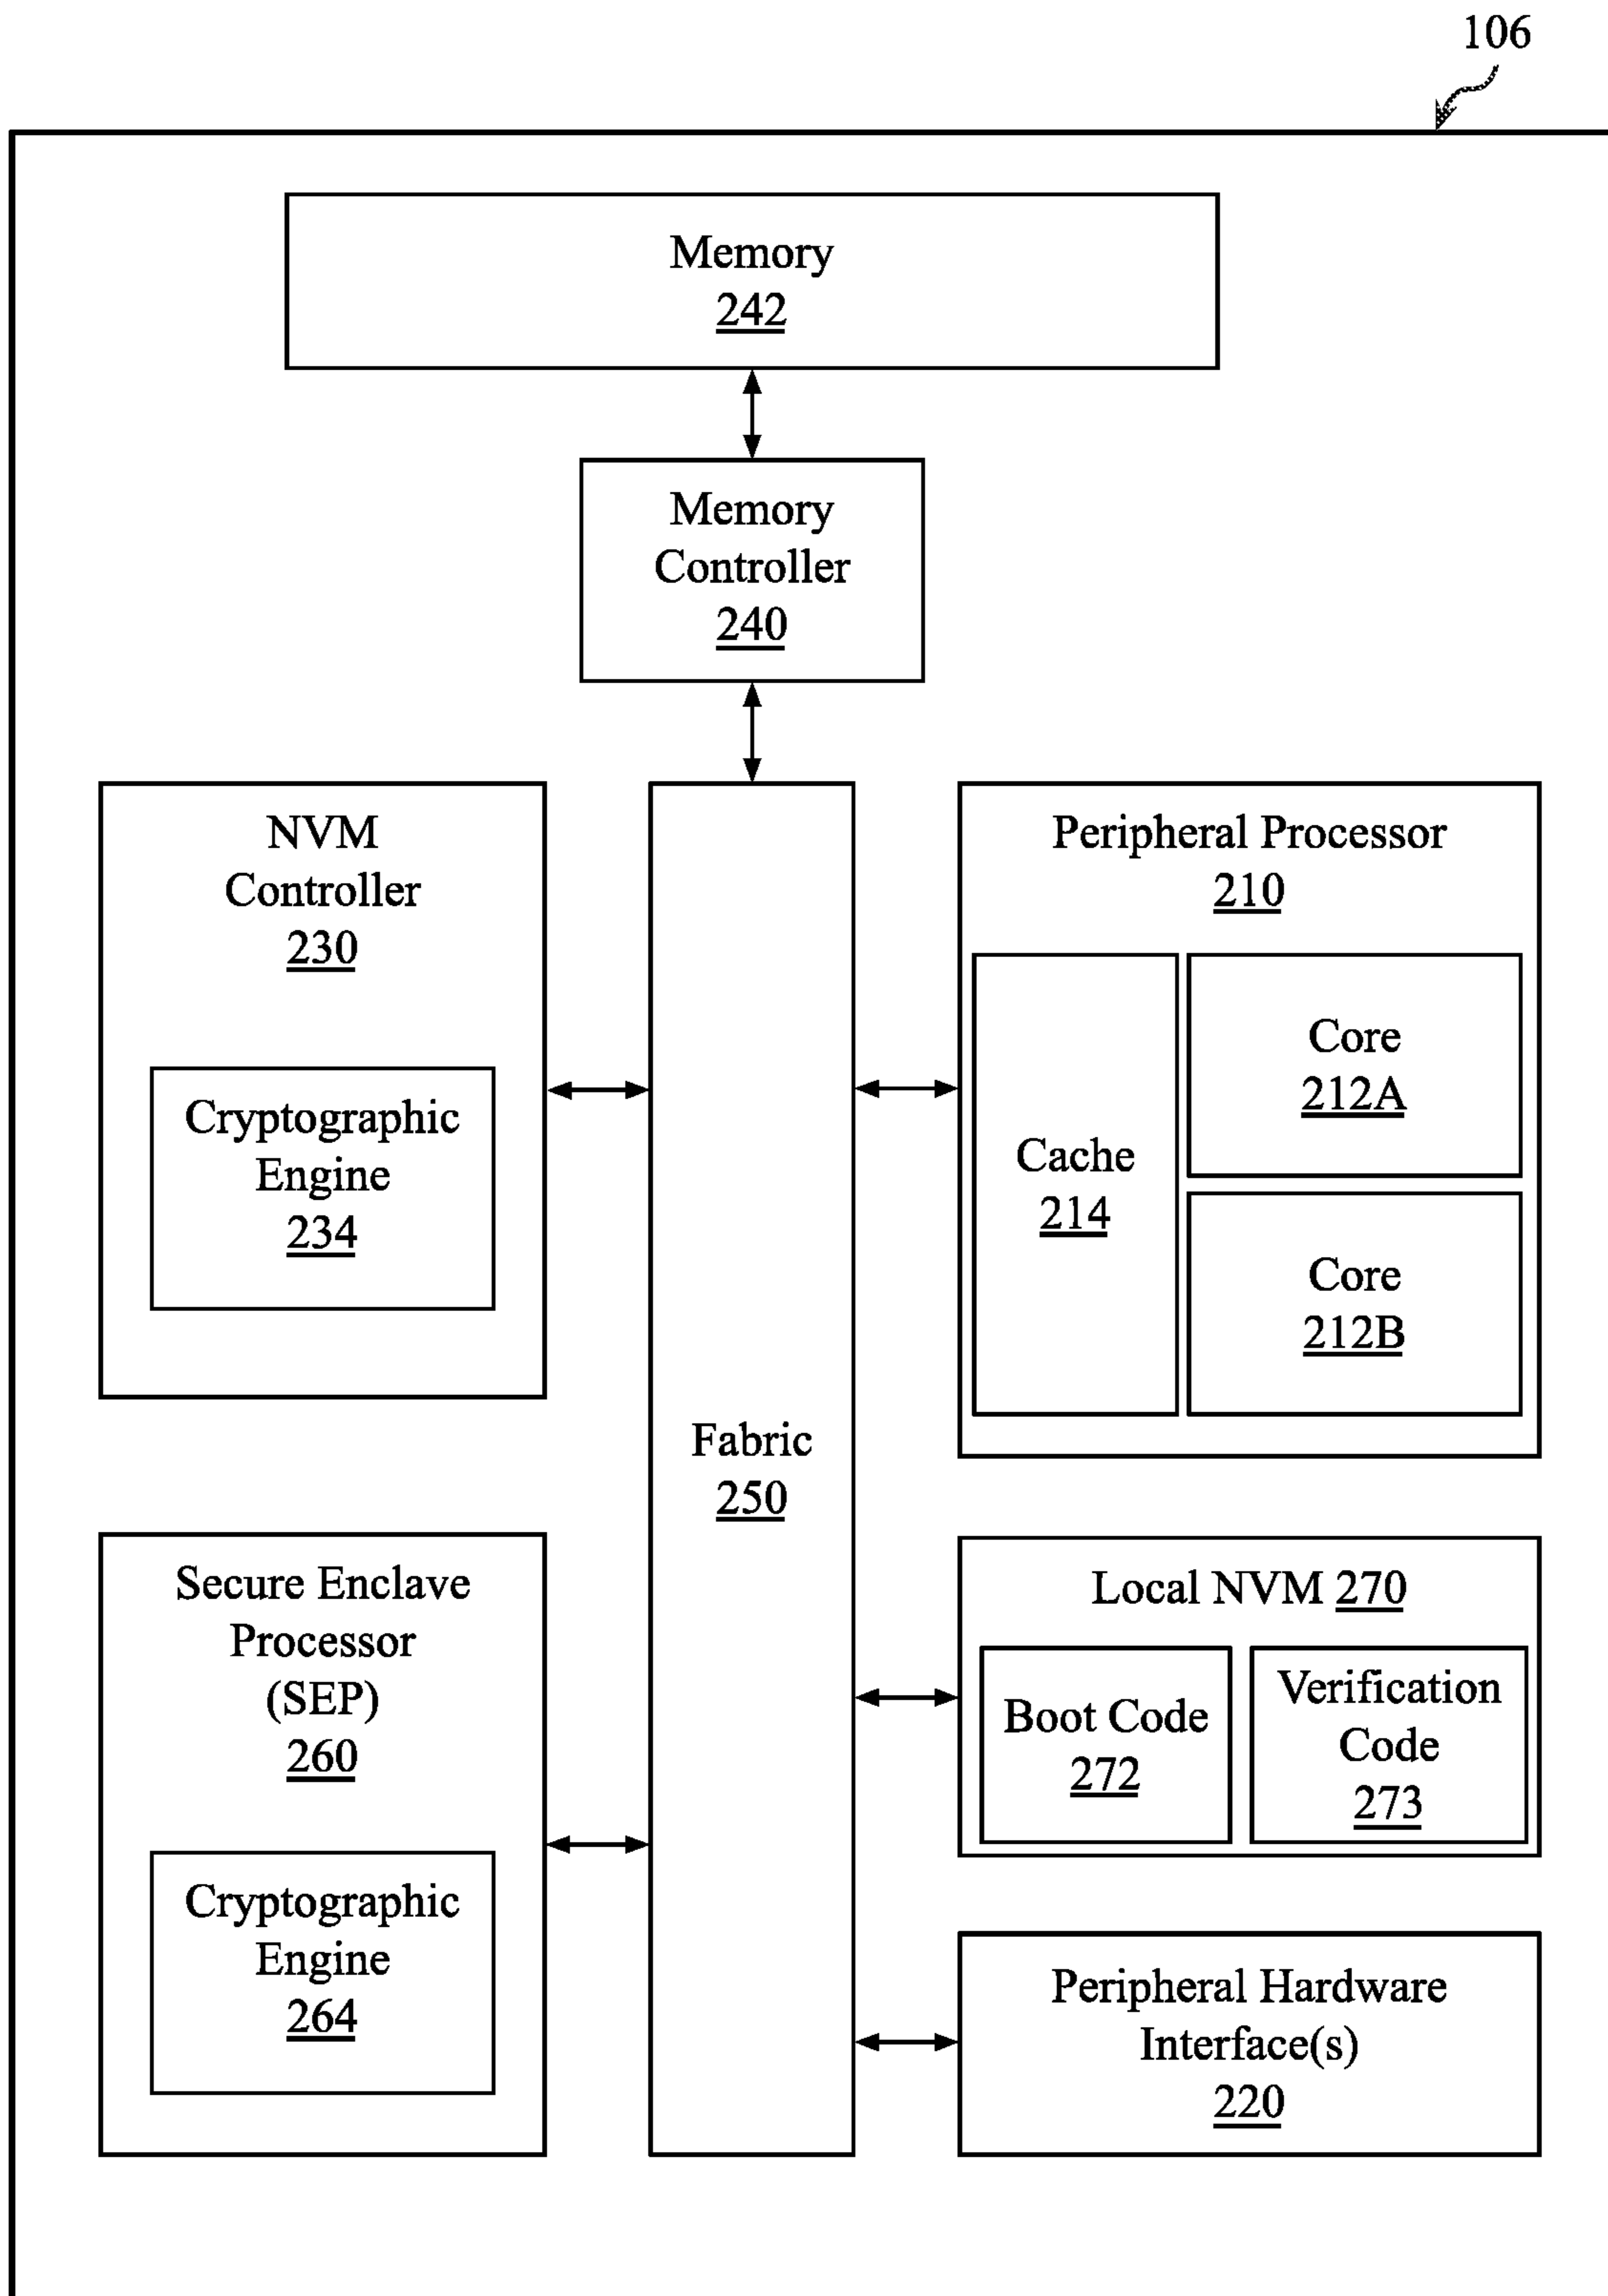 106
Memory
242
Memory
Controller
240
NVM
Controller
230
Cryptographic
Engine
234
Peripheral Processor
210
Cache
214
Core
212A
Core
212B
Fabric
250
Secure Enclave
Processor
(SEP)
260
Cryptographic
Engine
264
Local NVM 270
Boot Code
272
Verification
Code
273
Peripheral Hardware
Interface(s)
220